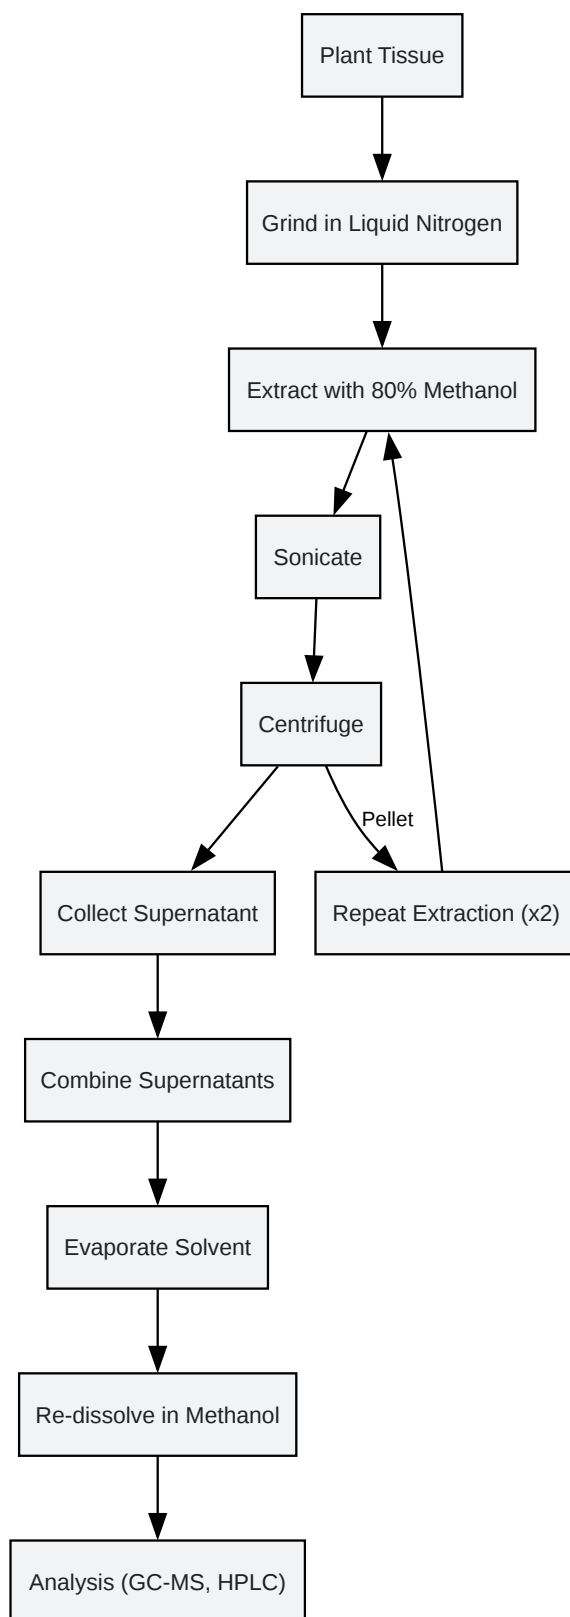 Plant Tissue
Grind in Liquid Nitrogen
Extract with 80% Methanol
Sonicate
Centrifuge
Pellet
Collect Supernatant
Repeat Extraction (x2)
Combine Supernatants
Evaporate Solvent
Re-dissolve in Methanol
Analysis (GC-MS, HPLC)